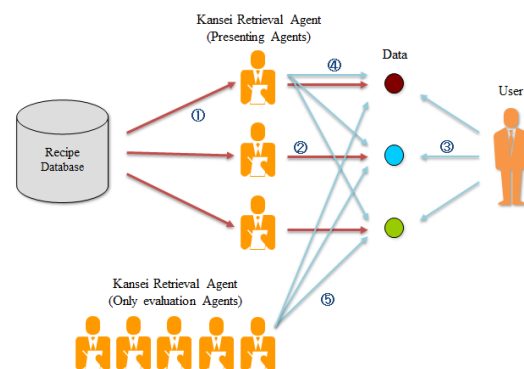 Kansei Retrieval Agent
(Presenting Agents)
④
Data
User
①
Recipe
Database
②
③
Kansei Retrieval Agent
(Only evaluation Agents)
⑤